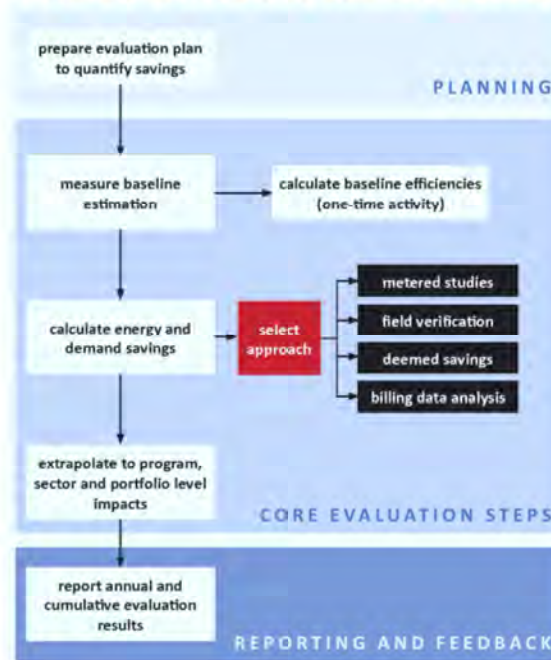 prepare evaluation plan
to quantify savings
PLANNING
measure baseline
estimation
calculate baseline efficiencies
(one-time activity)
calculate energy and
demand savings
select
approach
metered studies
field verification
deemed savings
billing data analysis
extrapolate to program,
sector and portfolio level
impacts
CORE EVALUATION STEPS
report annual and
cumulative evaluation
results
REPORTING AND FEEDBACK